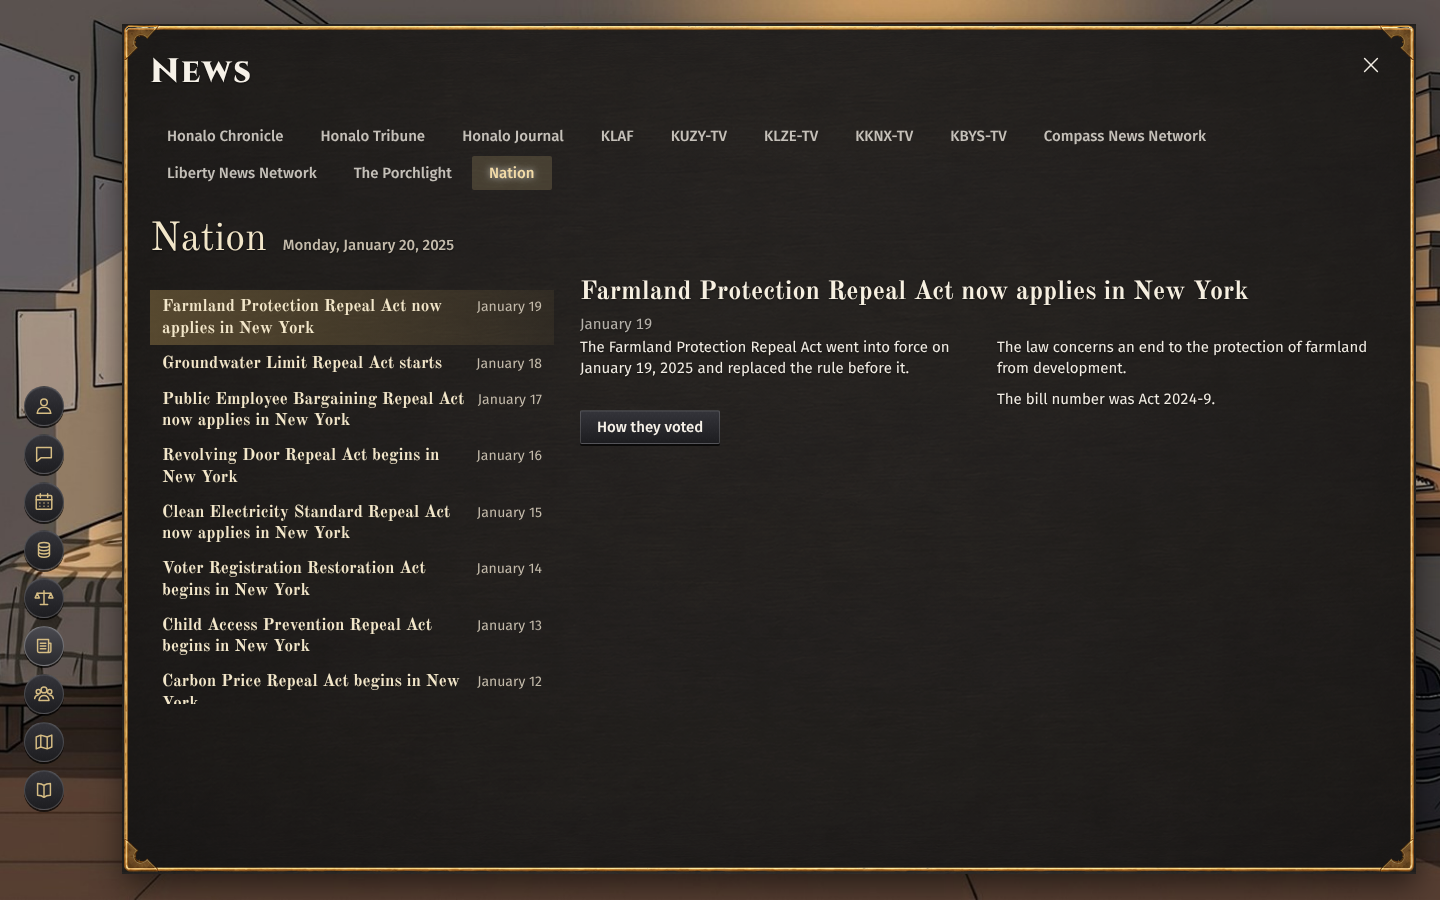 News
Honalo Chronicle
Honalo Tribune
Honalo Journal
KLAF
KUZY-TV
KLZE-TV
KKNX-TV
KBYS-TV
Compass News Network
Liberty News Network
The Porchlight
Nation
Nation
Monday, January 20, 2025
Farmland Protection Repeal Act now
applies in New York
January 19
Groundwater Limit Repeal Act starts
January 18
Public Employee Bargaining Repeal Act
now applies in New York
January 17
Revolving Door Repeal Act begins in
New York
January 16
Clean Electricity Standard Repeal Act
now applies in New York
January 15
Voter Registration Restoration Act
begins in New York
January 14
Child Access Prevention Repeal Act
begins in New York
January 13
Carbon Price Repeal Act begins in New
York
January 12
Farmland Protection Repeal Act now applies in New York
January 19
The Farmland Protection Repeal Act went into force on
January 19, 2025 and replaced the rule before it.
The law concerns an end to the protection of farmland
from development.
The bill number was Act 2024-9.
How they voted